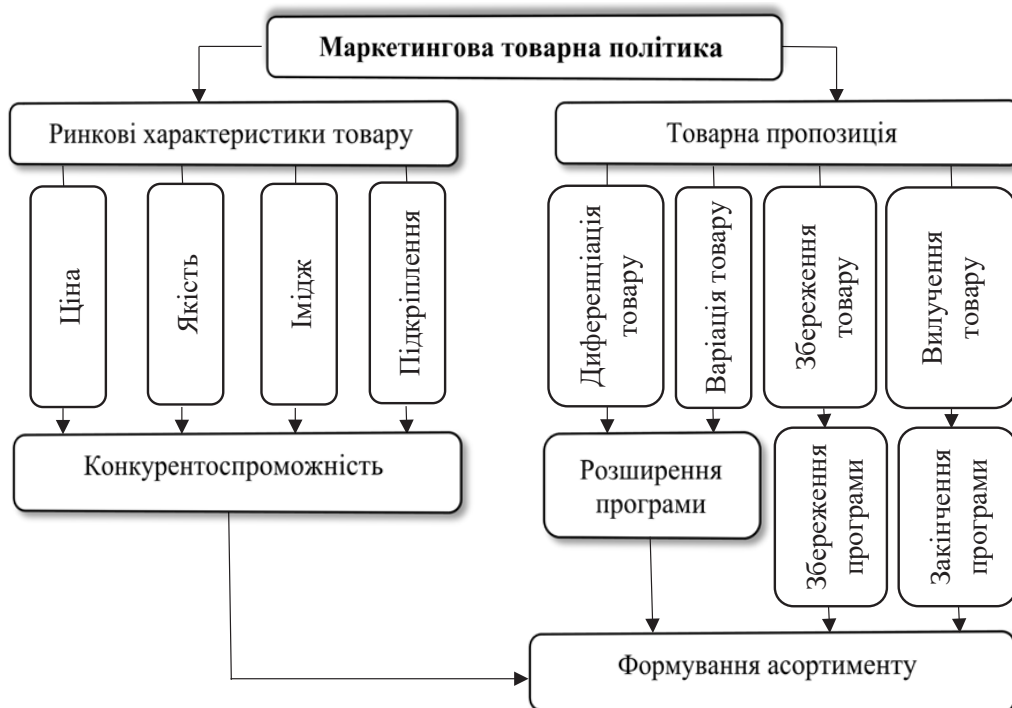 Маркетингова товарна політика
Ринкові характеристики товару
Товарна пропозиція
Ціна
Якість
Імідж
Підкріплення
Диференціація
товару
Варіація товару
Збереження
товару
Вилучення
товару
Конкурентоспроможність
Розширення
програми
Збереження
програми
Закінчення
програми
Формування асортименту